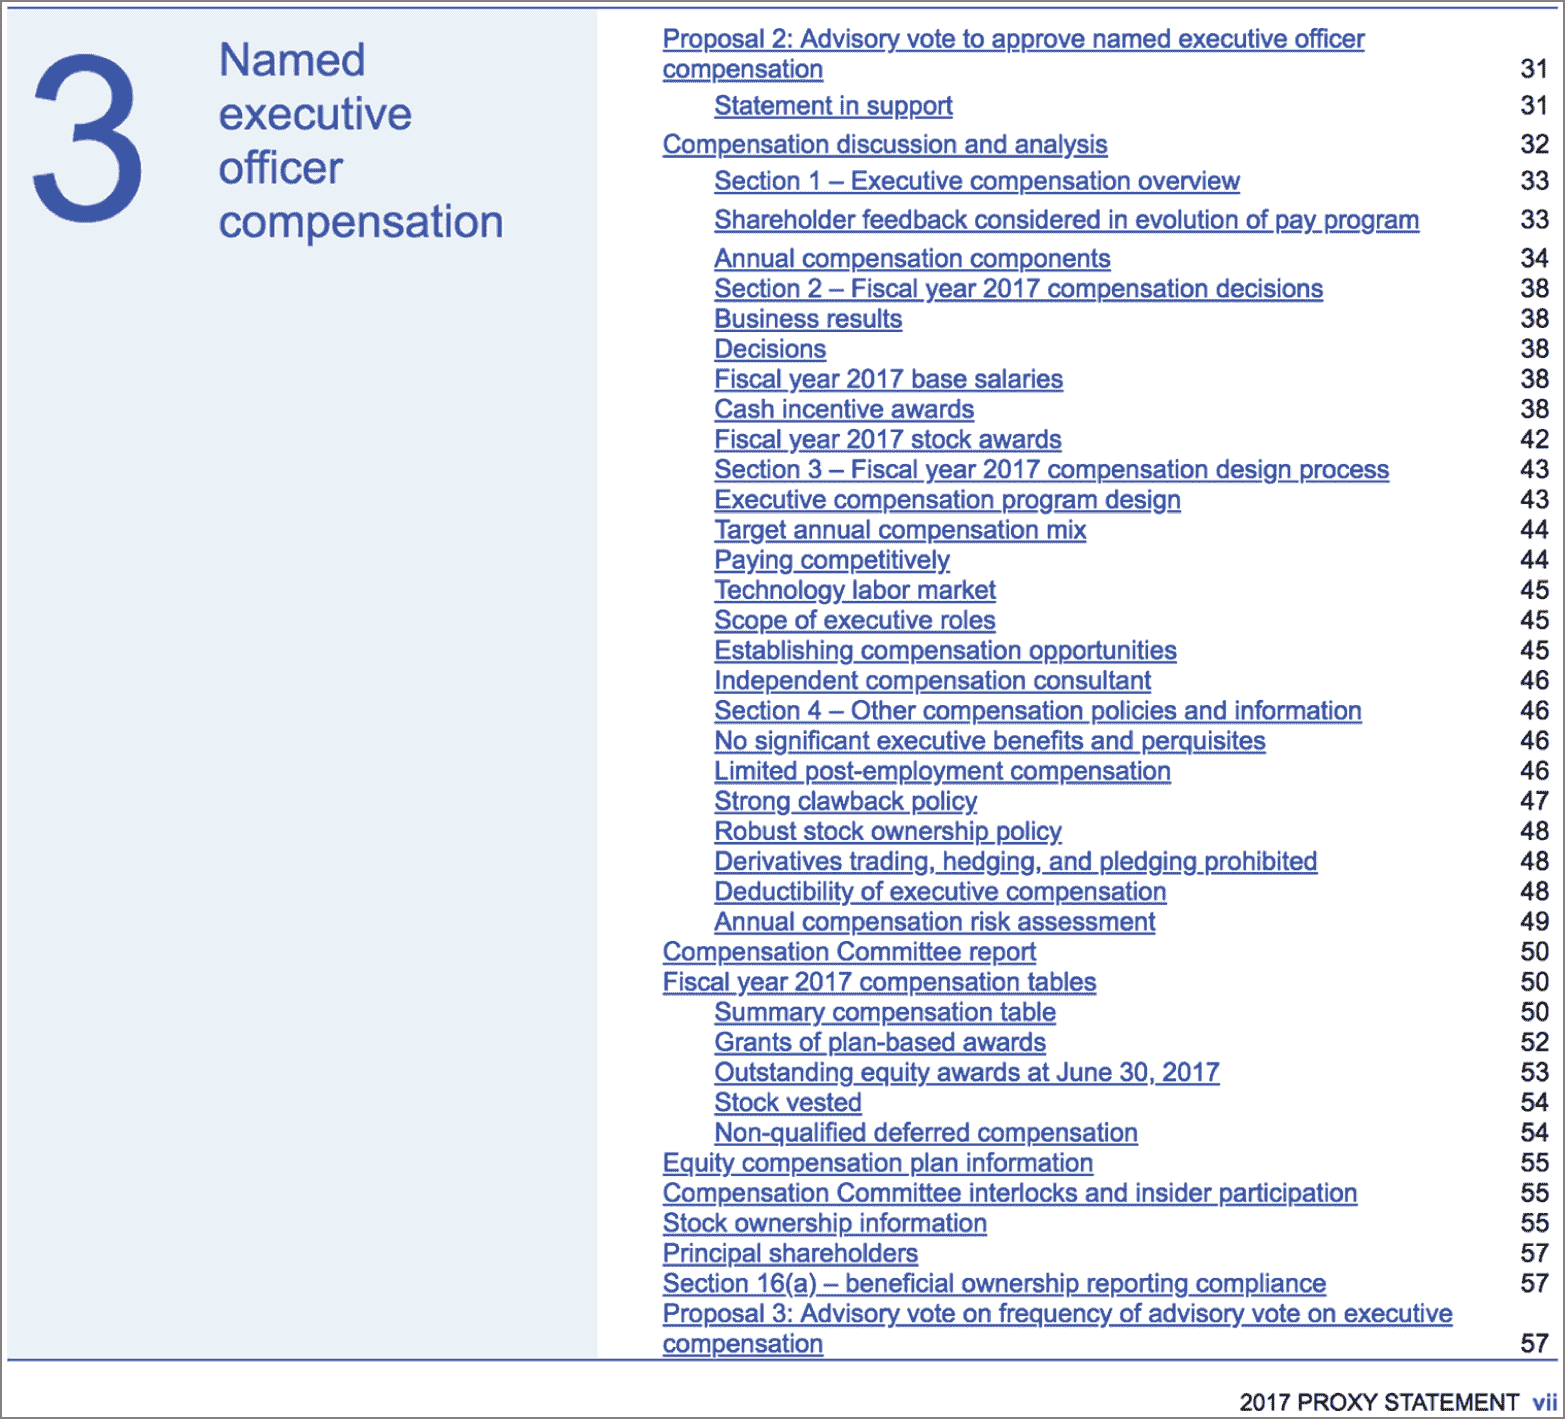 3
Named
executive
officer
compensation
Proposal 2: Advisory vote to approve named executive officer
compensation 31
Statement in support 31
Compensation discussion and analysis 32
Section 1 – Executive compensation overview 33
Shareholder feedback considered in evolution of pay program 33
Annual compensation components 34
Section 2 – Fiscal year 2017 compensation decisions 38
Business results 38
Decisions 38
Fiscal year 2017 base salaries 38
Cash incentive awards 38
Fiscal year 2017 stock awards 42
Section 3 – Fiscal year 2017 compensation design process 43
Executive compensation program design 43
Target annual compensation mix 44
Paying competitively 44
Technology labor market 45
Scope of executive roles 45
Establishing compensation opportunities 45
Independent compensation consultant 46
Section 4 – Other compensation policies and information 46
No significant executive benefits and perquisites 46
Limited post-employment compensation 46
Strong clawback policy 47
Robust stock ownership policy 48
Derivatives trading, hedging, and pledging prohibited 48
Deductibility of executive compensation 48
Annual compensation risk assessment 49
Compensation Committee report 50
Fiscal year 2017 compensation tables 50
Summary compensation table 50
Grants of plan-based awards 52
Outstanding equity awards at June 30, 2017 53
Stock vested 54
Non-qualified deferred compensation 54
Equity compensation plan information 55
Compensation Committee interlocks and insider participation 55
Stock ownership information 55
Principal shareholders 57
Section 16(a) – beneficial ownership reporting compliance 57
Proposal 3: Advisory vote on frequency of advisory vote on executive
compensation 57
2017 PROXY STATEMENT vii